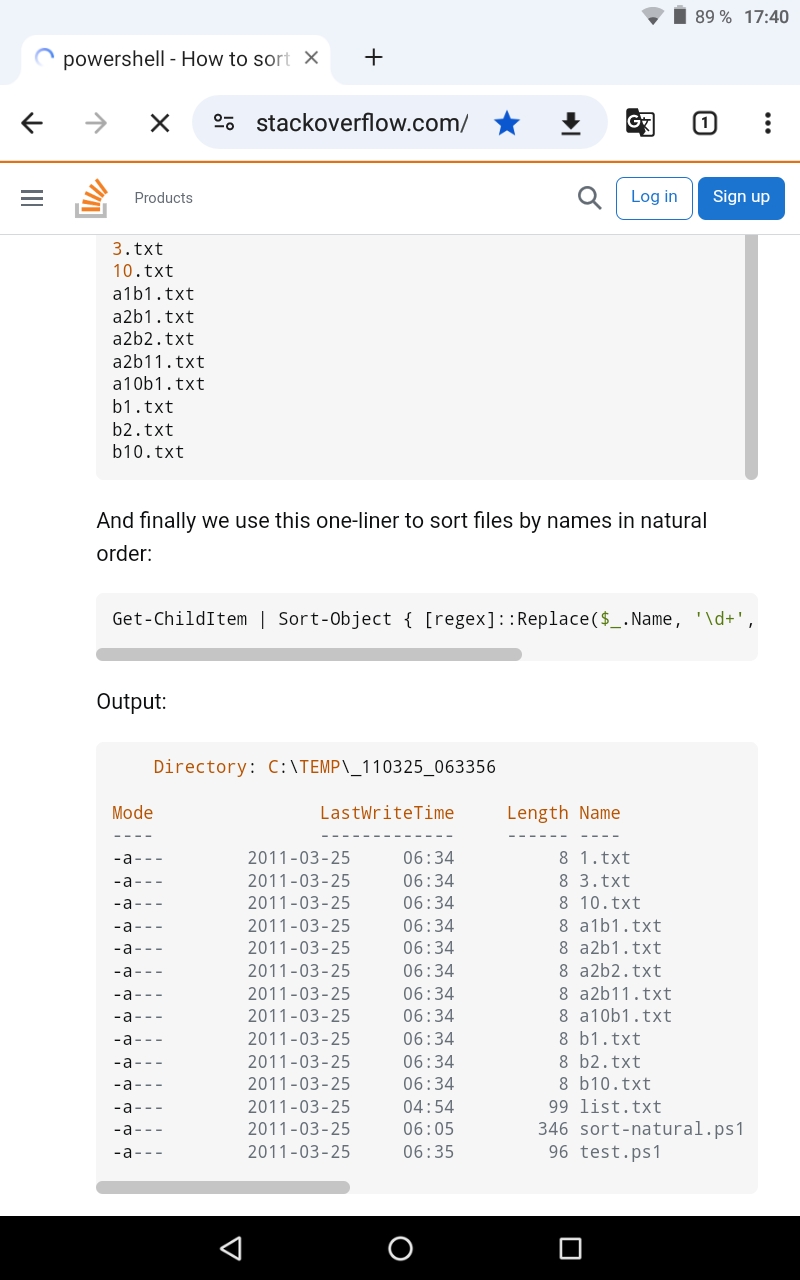 89 % 17:40
powershell - How to sort
stackoverflow.com/
1
Products
Log in
Sign up
3.txt
10.txt
a1b1.txt
a2b1.txt
a2b2.txt
a2b11.txt
a10b1.txt
b1.txt
b2.txt
b10.txt
And finally we use this one-liner to sort files by names in natural
order:
Get-ChildItem | Sort-Object { [regex]::Replace($_.Name, '\d+',
Output:
    Directory: C:\TEMP\_110325_063356
Mode                LastWriteTime     Length Name
----                -------------     ------ ----
-a---        2011-03-25     06:34          8 1.txt
-a---        2011-03-25     06:34          8 3.txt
-a---        2011-03-25     06:34          8 10.txt
-a---        2011-03-25     06:34          8 a1b1.txt
-a---        2011-03-25     06:34          8 a2b1.txt
-a---        2011-03-25     06:34          8 a2b2.txt
-a---        2011-03-25     06:34          8 a2b11.txt
-a---        2011-03-25     06:34          8 a10b1.txt
-a---        2011-03-25     06:34          8 b1.txt
-a---        2011-03-25     06:34          8 b2.txt
-a---        2011-03-25     06:34          8 b10.txt
-a---        2011-03-25     04:54         99 list.txt
-a---        2011-03-25     06:05        346 sort-natural.ps1
-a---        2011-03-25     06:35         96 test.ps1